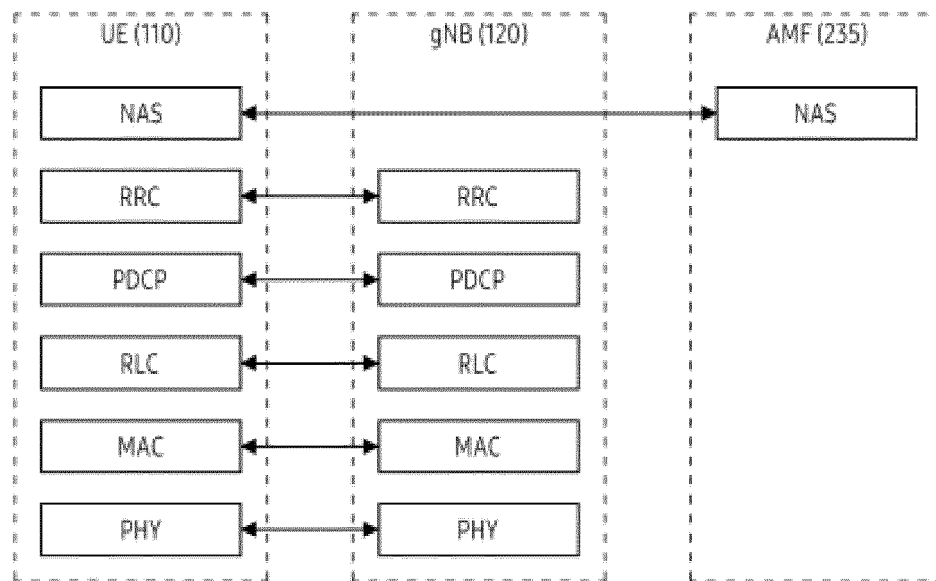 UE (110) gNB (120) AMF (235)
NAS NAS
RRC RRC
PDCP PDCP
RLC RLC
MAC MAC
PHY PHY